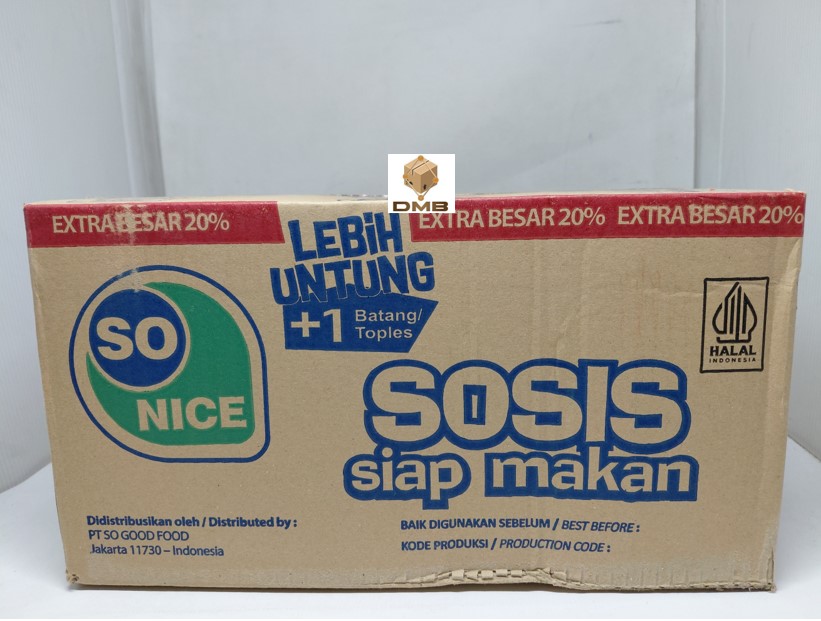 DMB
EXTRA BESAR 20%
EXTRA BESAR 20% EXTRA BESAR 20%
LEBIH
UNTUNG
+1 Batang/
Toples
SO
NICE
HALAL
INDONESIA
SOSIS
siap makan
Didistribusikan oleh / Distributed by :
PT SO GOOD FOOD
Jakarta 11730 – Indonesia
BAIK DIGUNAKAN SEBELUM / BEST BEFORE :
KODE PRODUKSI / PRODUCTION CODE :